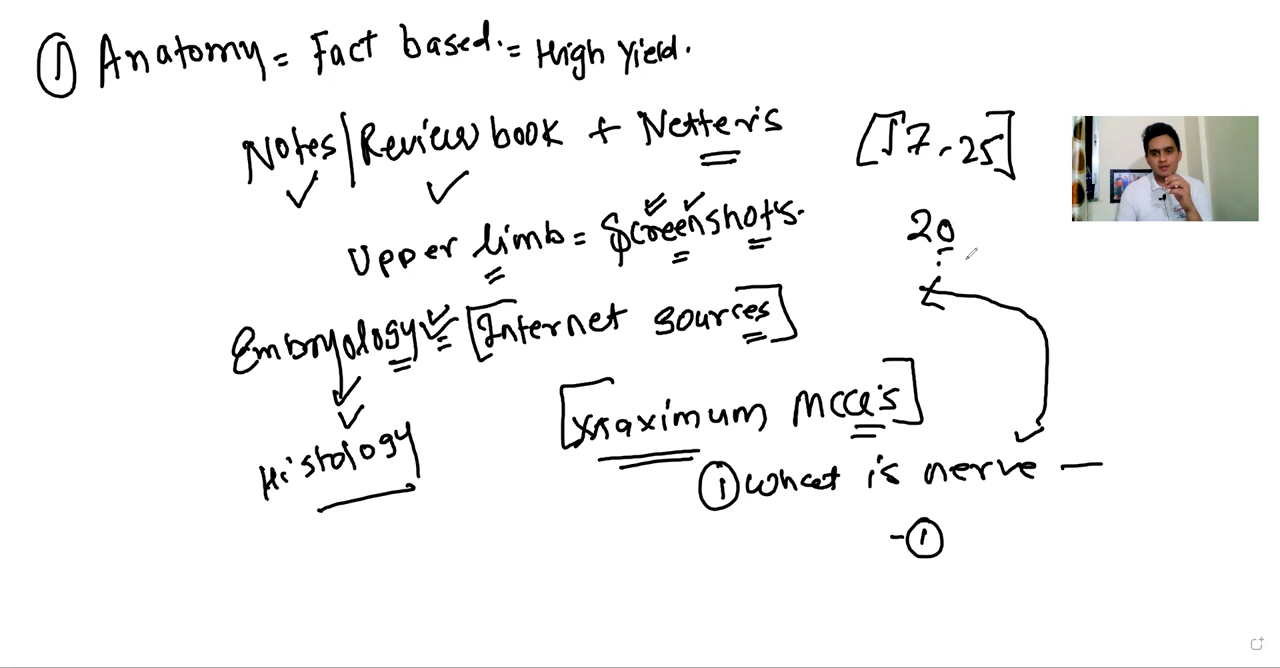 ① Anatomy = Fact based. = High Yield.
Notes/Review book + Netter's [17-25]
Upper limb = Screenshots. 20
Embryology = [Internet sources]
[Maximum MCQ's]
Histology
① What is nerve —
-①